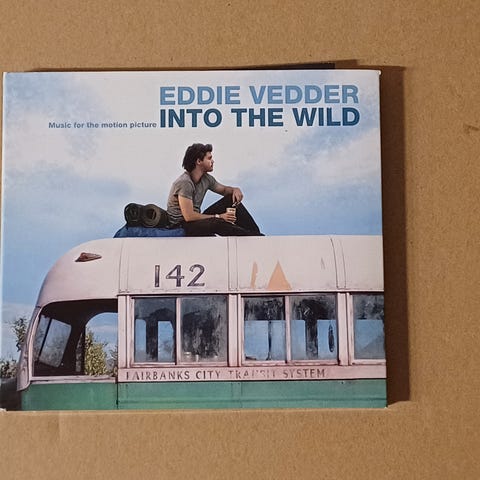 EDDIE VEDDER
Music for the motion picture INTO THE WILD
142
FAIRBANKS CITY TRANSIT SYSTEM